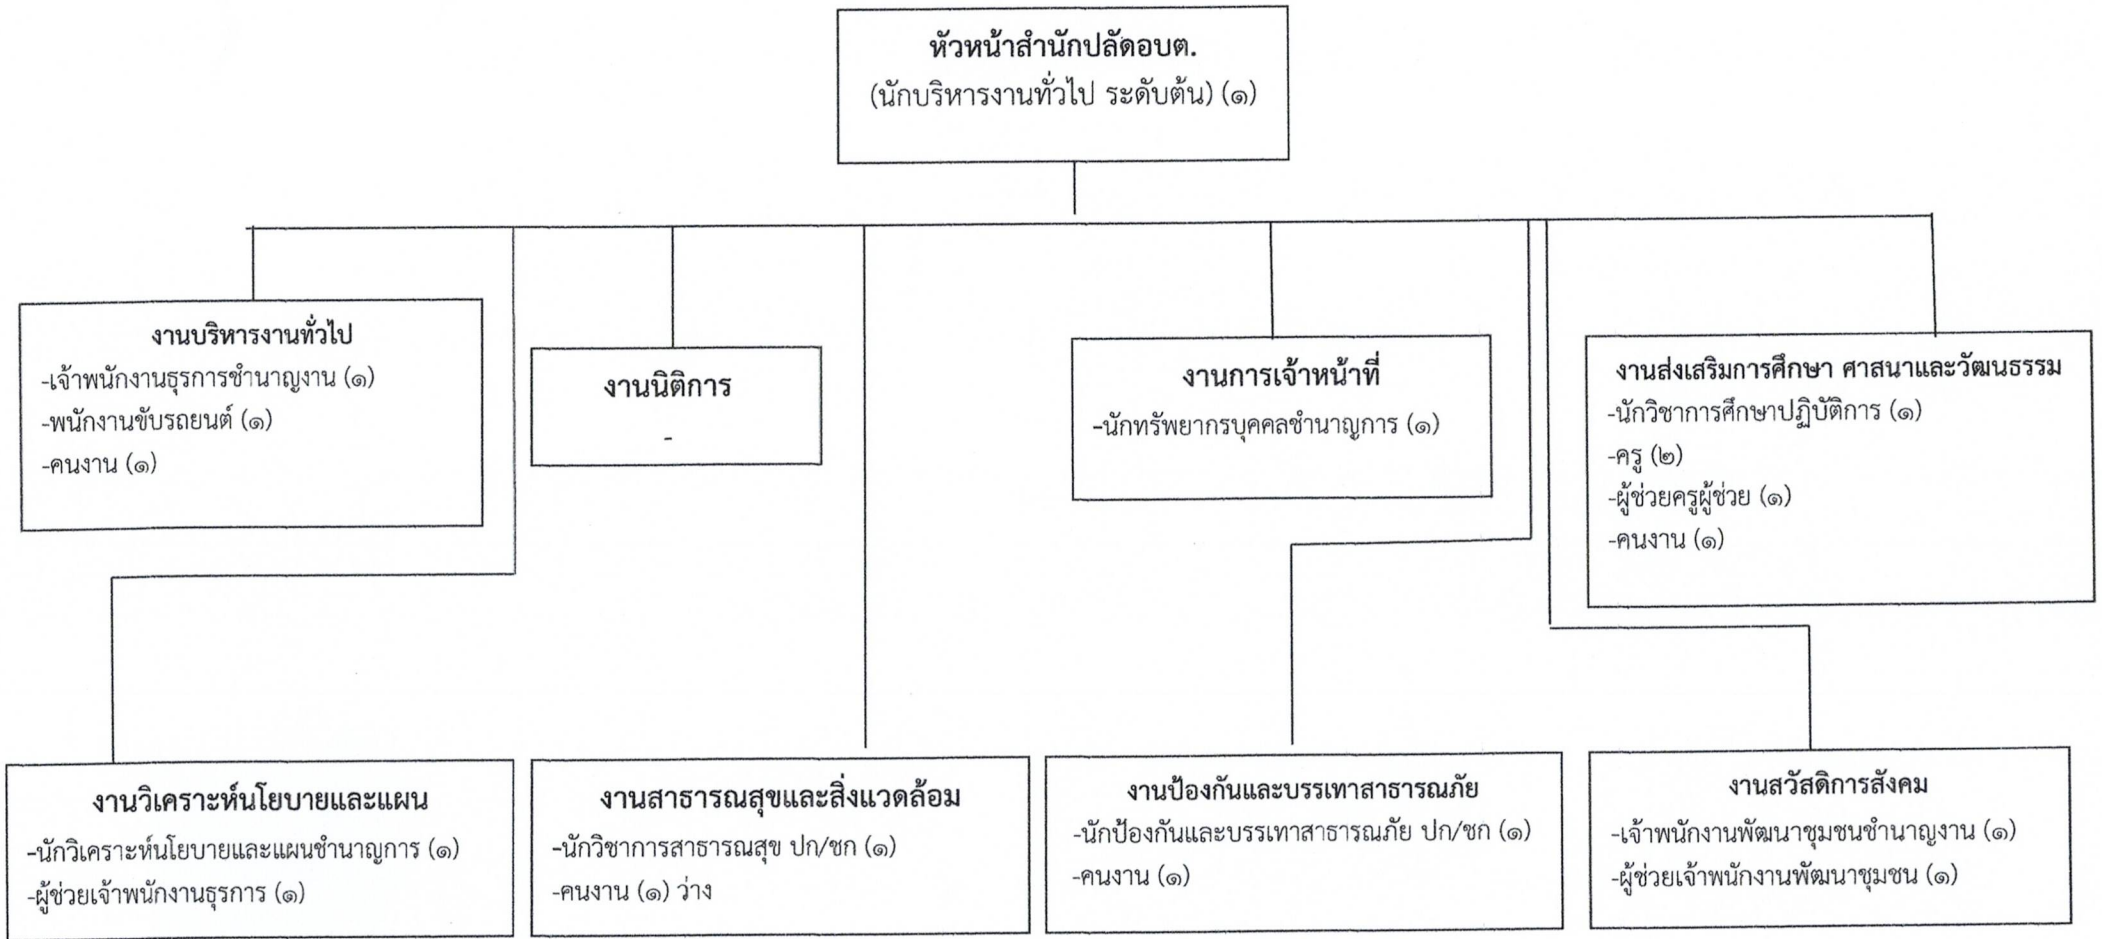 หัวหน้าสำนักปลัดอบต.
(นักบริหารงานทั่วไป ระดับต้น) (๑)
งานบริหารงานทั่วไป
-เจ้าพนักงานธุรการชำนาญงาน (๑)
-พนักงานขับรถยนต์ (๑)
-คนงาน (๑)
งานนิติการ
-
งานการเจ้าหน้าที่
-นักทรัพยากรบุคคลชำนาญการ (๑)
งานส่งเสริมการศึกษา ศาสนาและวัฒนธรรม
-นักวิชาการศึกษาปฏิบัติการ (๑)
-ครู (๒)
-ผู้ช่วยครูผู้ช่วย (๑)
-คนงาน (๑)
งานวิเคราะห์นโยบายและแผน
-นักวิเคราะห์นโยบายและแผนชำนาญการ (๑)
-ผู้ช่วยเจ้าพนักงานธุรการ (๑)
งานสาธารณสุขและสิ่งแวดล้อม
-นักวิชาการสาธารณสุข ปก/ชก (๑)
-คนงาน (๑) ว่าง
งานป้องกันและบรรเทาสาธารณภัย
-นักป้องกันและบรรเทาสาธารณภัย ปก/ชก (๑)
-คนงาน (๑)
งานสวัสดิการสังคม
-เจ้าพนักงานพัฒนาชุมชนชำนาญงาน (๑)
-ผู้ช่วยเจ้าพนักงานพัฒนาชุมชน (๑)